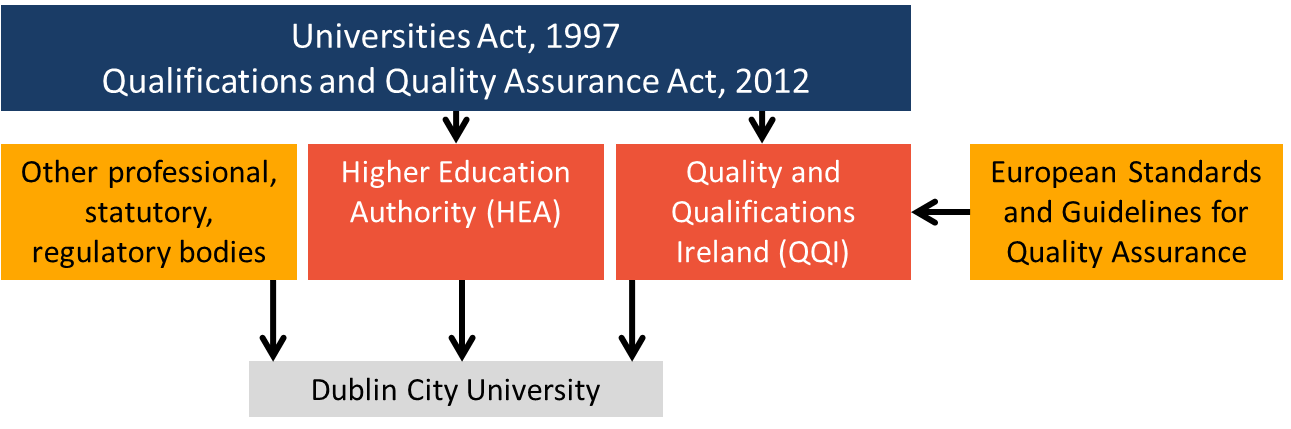 Universities Act, 1997
Qualifications and Quality Assurance Act, 2012
Other professional,
statutory,
regulatory bodies
Higher Education
Authority (HEA)
Quality and
Qualifications
Ireland (QQI)
European Standards
and Guidelines for
Quality Assurance
Dublin City University